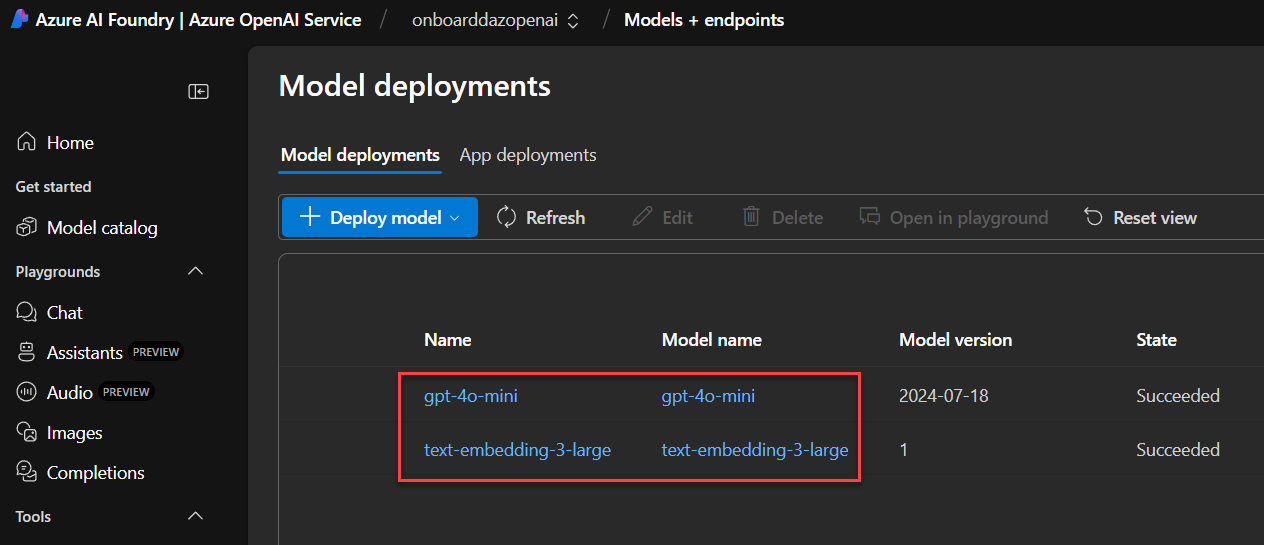 Azure AI Foundry | Azure OpenAI Service / onboarddazopenai / Models + endpoints
Model deployments
Home
Get started
Model catalog
Playgrounds
Chat
Assistants PREVIEW
Audio PREVIEW
Images
Completions
Tools
Model deployments App deployments
Deploy model Refresh Edit Delete Open in playground Reset view
Name Model name Model version State
gpt-4o-mini gpt-4o-mini 2024-07-18 Succeeded
text-embedding-3-large text-embedding-3-large 1 Succeeded